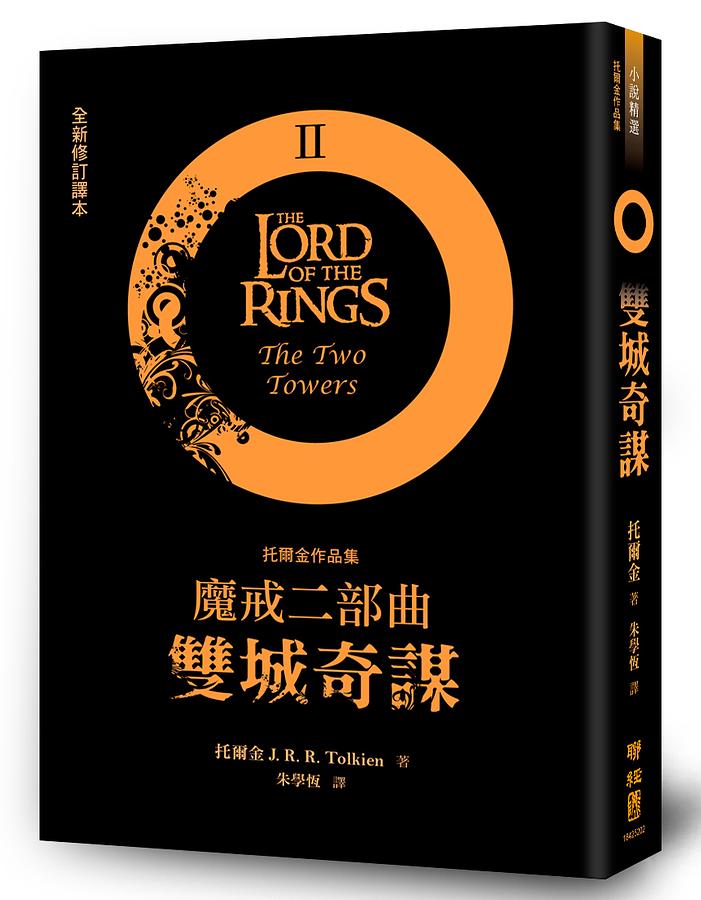 全新修訂譯本
II
THE
LORD
OF THE
RINGS
The Two
Towers
托爾金作品集
魔戒二部曲
雙城奇謀
托爾金 J. R. R. Tolkien 著
朱學恆 譯
小說精選
托爾金作品集
雙城奇謀
托爾金 著 朱學恆 譯
聯經